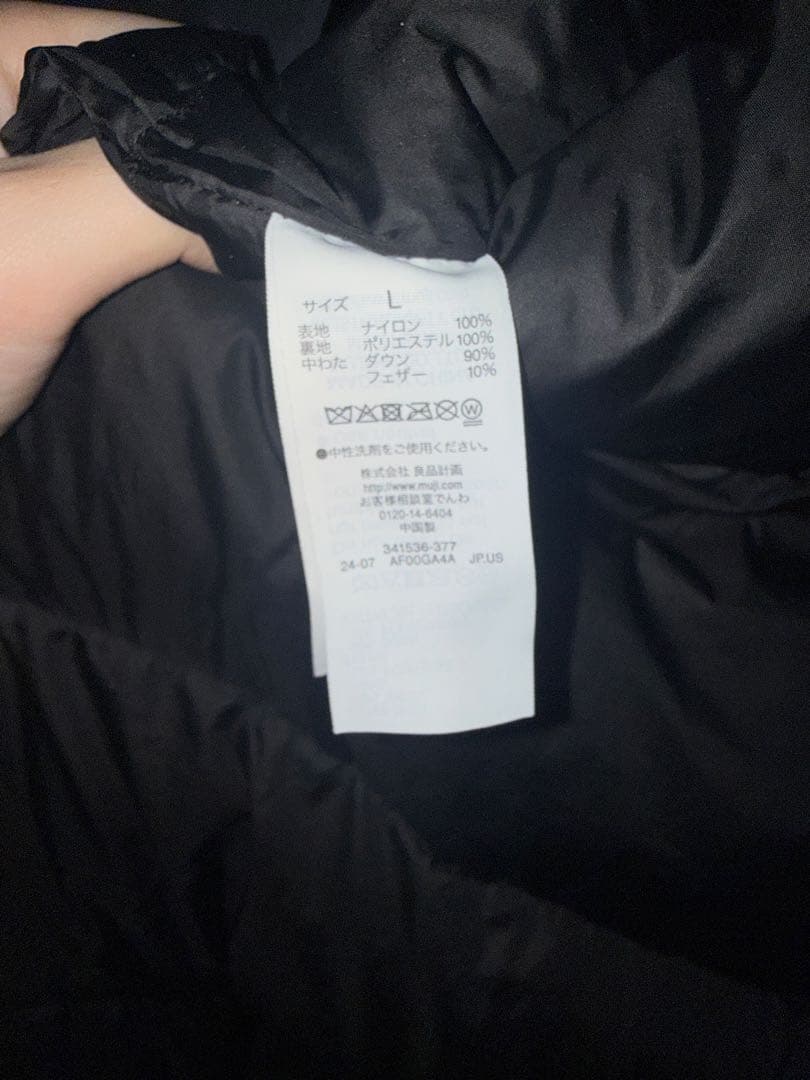 サイズ L
表地 ナイロン 100%
裏地 ポリエステル 100%
中わた ダウン 90%
フェザー 10%
W
●中性洗剤をご使用ください。
株式会社 良品計画
http://www.muji.com
お客様相談室でんわ
0120-14-6404
中国製
341536-377
24-07 AF00GA4A JP.US